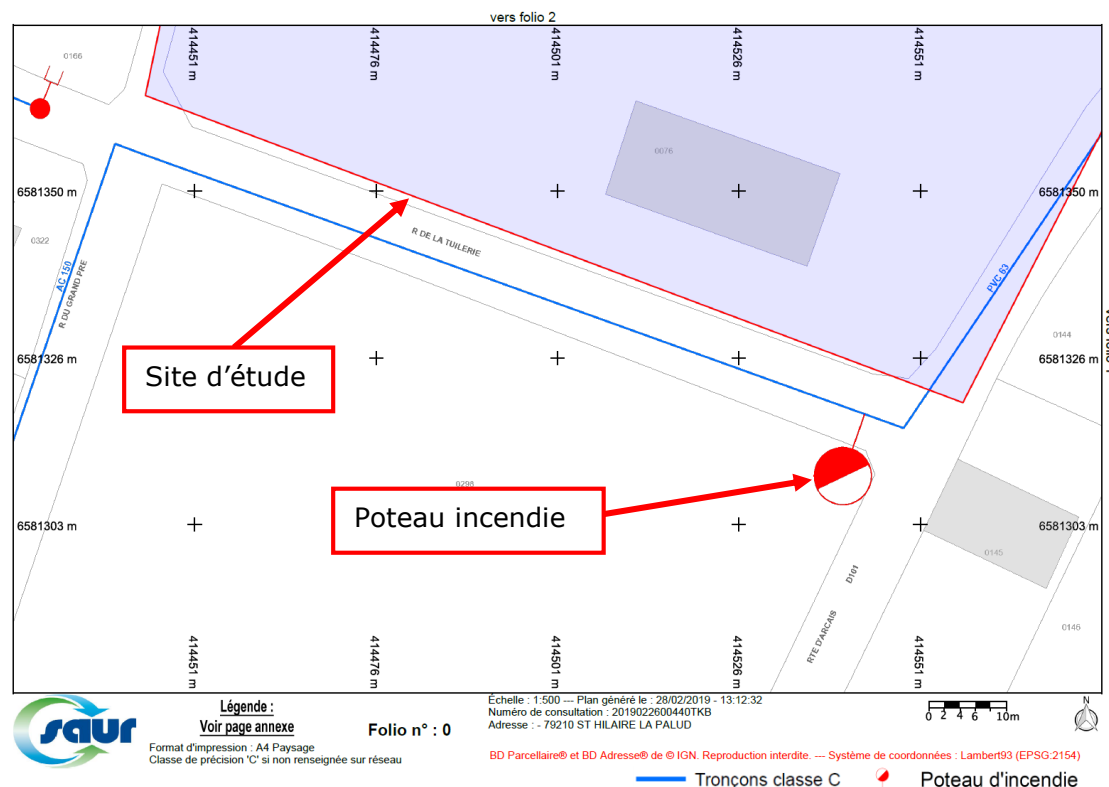 vers folio 2
414451 m
414476 m
414501 m
414526 m
414551 m
0166
0076
6581350 m
6581350 m
0322
R DE LA TUILERIE
AC 150
R DU GRAND PRE
PVC 63
0144
vers folio 1
6581326 m
6581326 m
Site d'étude
0298
Poteau incendie
6581303 m
6581303 m
0145
D101
RTE D'ARCAIS
0146
414451 m
414476 m
414501 m
414526 m
414551 m
saur
Légende :
Voir page annexe
Format d'impression : A4 Paysage
Classe de précision 'C' si non renseignée sur réseau
Folio n° : 0
Échelle : 1:500 --- Plan généré le : 28/02/2019 - 13:12:32
Numéro de consultation : 2019022600440TKB
Adresse : - 79210 ST HILAIRE LA PALUD
0 2 4 6 10m
N
BD Parcellaire® et BD Adresse® de © IGN. Reproduction interdite. --- Système de coordonnées : Lambert93 (EPSG:2154)
Tronçons classe C
Poteau d'incendie